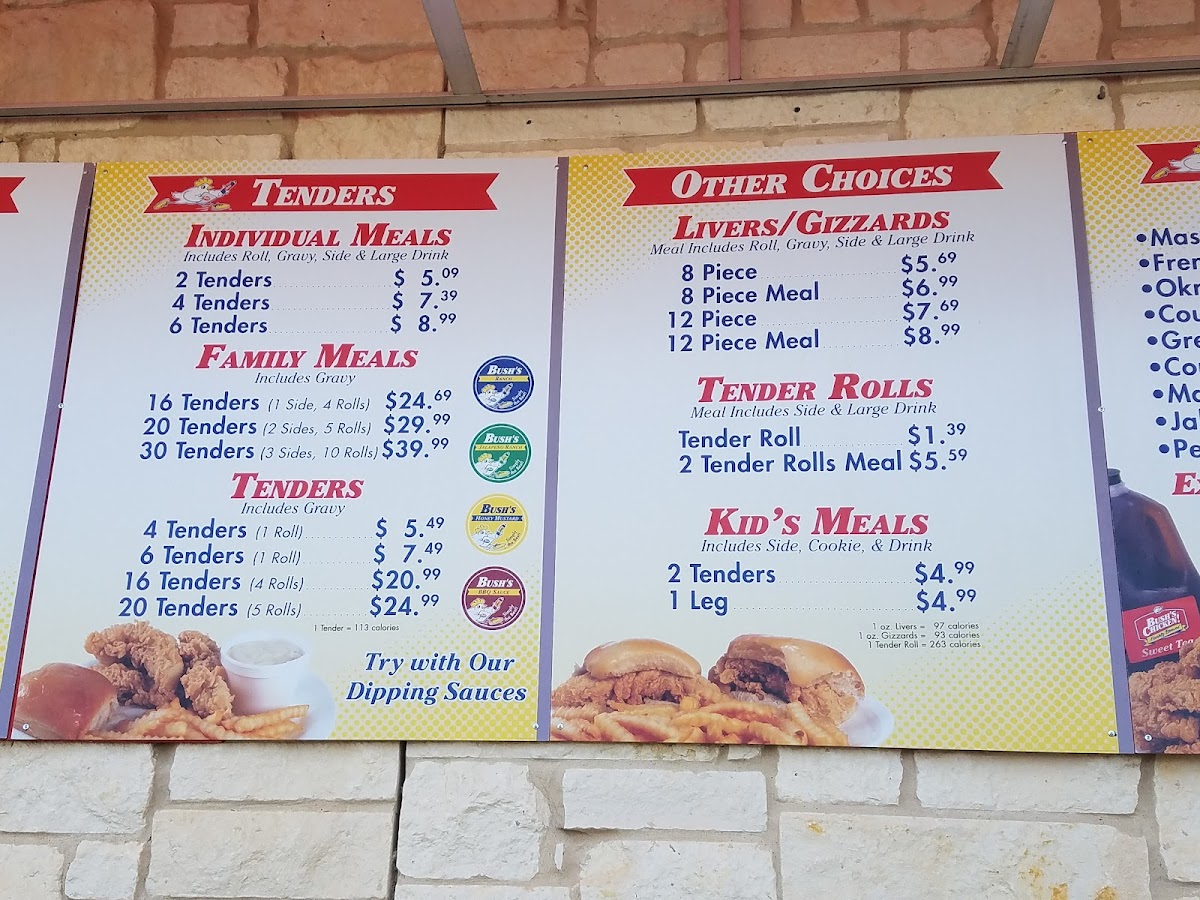 TENDERS
INDIVIDUAL MEALS
Includes Roll, Gravy, Side & Large Drink
2 Tenders $ 5.09
4 Tenders $ 7.39
6 Tenders $ 8.99
FAMILY MEALS
Includes Gravy
16 Tenders (1 Side, 4 Rolls) $24.69
20 Tenders (2 Sides, 5 Rolls) $29.99
30 Tenders (3 Sides, 10 Rolls) $39.99
TENDERS
Includes Gravy
4 Tenders (1 Roll) $ 5.49
6 Tenders (1 Roll) $ 7.49
16 Tenders (4 Rolls) $20.99
20 Tenders (5 Rolls) $24.99
1 Tender = 113 calories
Try with Our
Dipping Sauces
BUSH'S
RANCH
BUSH'S
JALAPENO RANCH
BUSH'S
HONEY MUSTARD
BUSH'S
BBQ SAUCE
OTHER CHOICES
LIVERS/GIZZARDS
Meal Includes Roll, Gravy, Side & Large Drink
8 Piece $5.69
8 Piece Meal $6.99
12 Piece $7.69
12 Piece Meal $8.99
TENDER ROLLS
Meal Includes Side & Large Drink
Tender Roll $1.39
2 Tender Rolls Meal $5.59
KID'S MEALS
Includes Side, Cookie, & Drink
2 Tenders $4.99
1 Leg $4.99
1 oz. Livers = 97 calories
1 oz. Gizzards = 93 calories
1 Tender Roll = 263 calories
•Mas
•Fren
•Okr
•Cou
•Gre
•Co
•Ma
•Ja
•Pe
BUSH'S
CHICKEN!
Sweet Tea